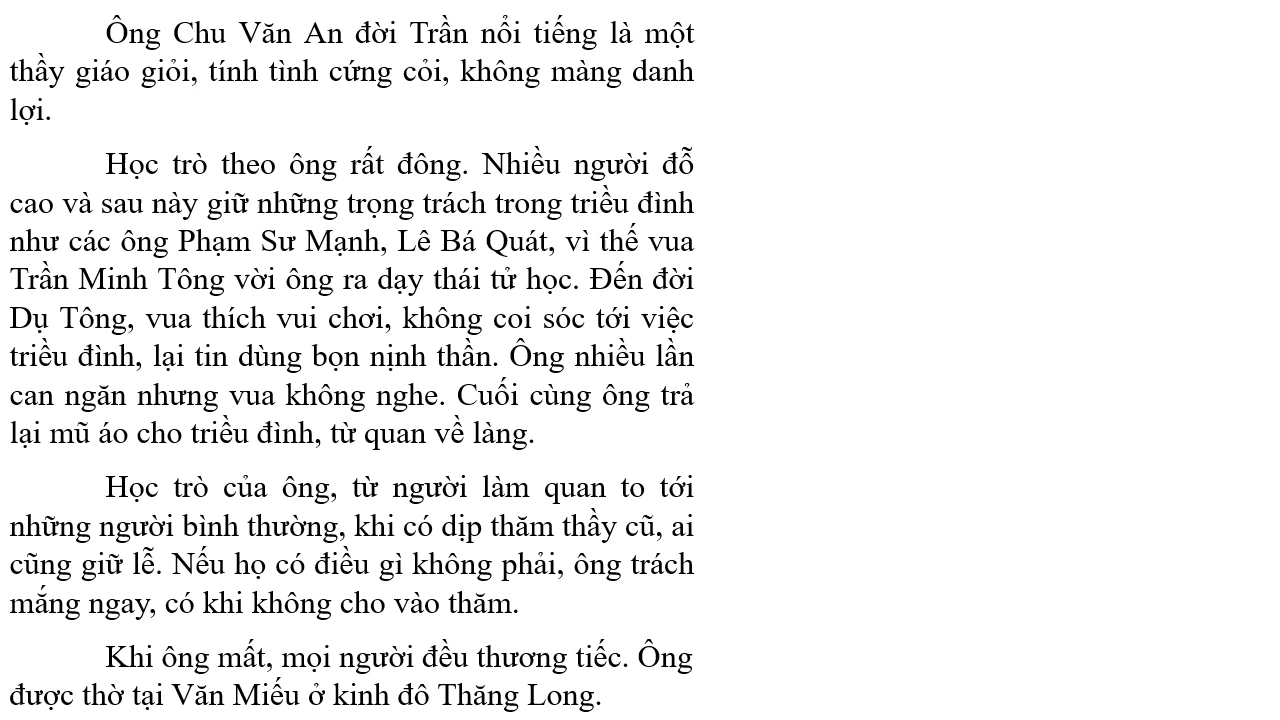 Ông Chu Văn An đời Trần nổi tiếng là một
thầy giáo giỏi, tính tình cứng cỏi, không màng danh
lợi.
Học trò theo ông rất đông. Nhiều người đỗ
cao và sau này giữ những trọng trách trong triều đình
như các ông Phạm Sư Mạnh, Lê Bá Quát, vì thế vua
Trần Minh Tông vời ông ra dạy thái tử học. Đến đời
Dụ Tông, vua thích vui chơi, không coi sóc tới việc
triều đình, lại tin dùng bọn nịnh thần. Ông nhiều lần
can ngăn nhưng vua không nghe. Cuối cùng ông trả
lại mũ áo cho triều đình, từ quan về làng.
Học trò của ông, từ người làm quan to tới
những người bình thường, khi có dịp thăm thầy cũ, ai
cũng giữ lễ. Nếu họ có điều gì không phải, ông trách
mắng ngay, có khi không cho vào thăm.
Khi ông mất, mọi người đều thương tiếc. Ông
được thờ tại Văn Miếu ở kinh đô Thăng Long.